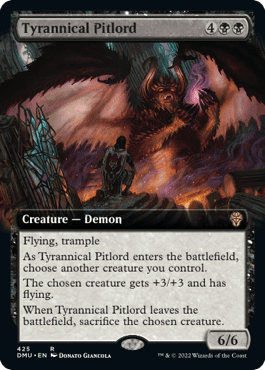 Tyrannical Pitlord 4
Creature — Demon
Flying, trample
As Tyrannical Pitlord enters the battlefield,
choose another creature you control.
The chosen creature gets +3/+3 and has
flying.
When Tyrannical Pitlord leaves the
battlefield, sacrifice the chosen creature.
6/6
425 R
DMU • EN Donato Giancola
™ & © 2022 Wizards of the Coast